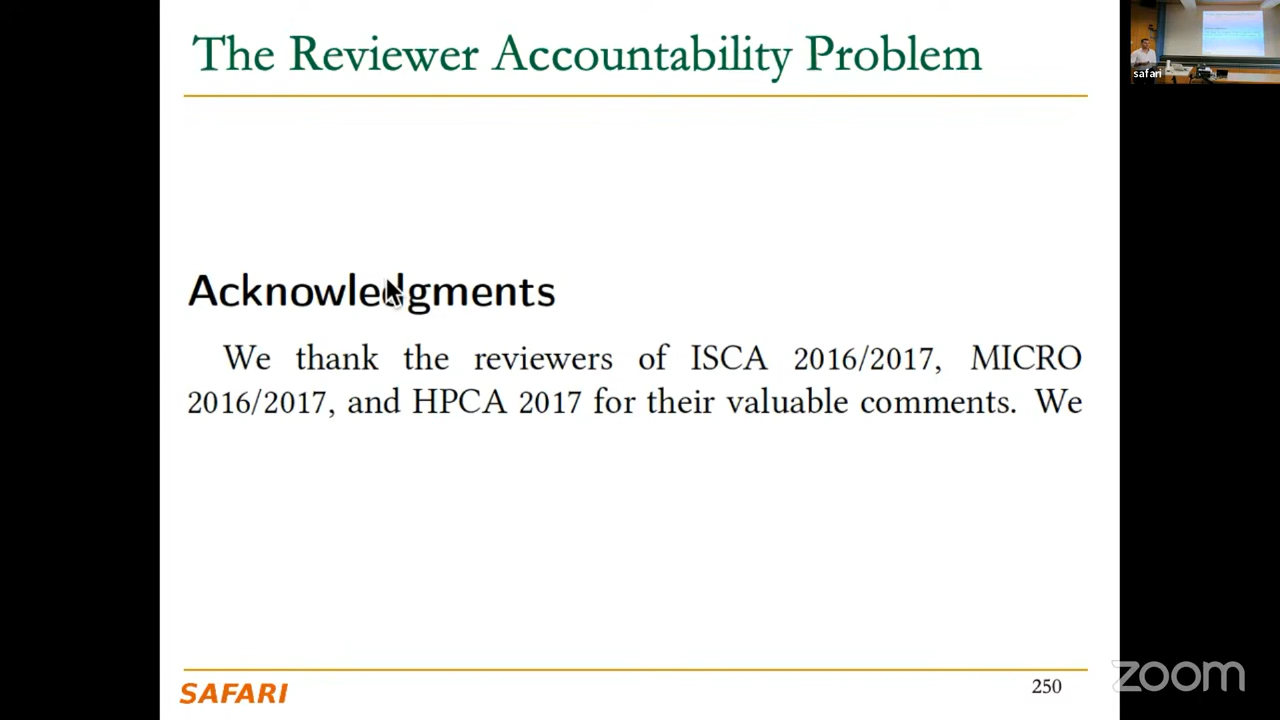 The Reviewer Accountability Problem
safari
Acknowledgments
We thank the reviewers of ISCA 2016/2017, MICRO
2016/2017, and HPCA 2017 for their valuable comments. We
SAFARI
250
zoom